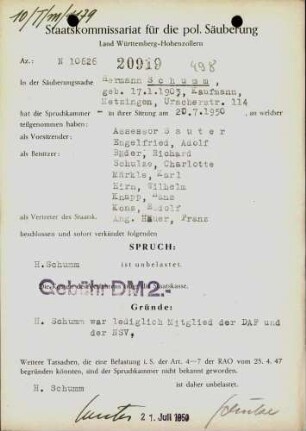 10/T/m/1429
Staatskommissariat für die pol. Säuberung
Land Württemberg-Hohenzollern
Az.: N 10626 20919 498
In der Säuberungssache Hermann Schumm,
geb. 17.1.1903, Kaufmann,
Metzingen, Uracherstr. 114
hat die Spruchkammer in ihrer Sitzung am 20.7.1950, an welcher
teilgenommen haben:
als Vorsitzender: Assessor Sauter
als Beisitzer: Engelfried, Adolf
Richard
Schulze, Charlotte
Märkle, Karl
Hirn, Wilhelm
Knapp, Hans
Kons, Rudolf
als Vertreter des Staatsk. Ang. Franz
beschlossen und sofort verkündet folgenden
SPRUCH:
H. Schumm ist unbelastet.
Gebühr DM 2.-
Gründe:
H. Schumm war lediglich Mitglied der DAF und
der NSV,
Weitere Tatsachen, die eine Belastung i. S. der Art. 4–7 der RAO vom 25. 4. 47
begründen könnten, sind der Spruchkammer nicht bekannt geworden.
H. Schumm ist daher unbelastet.
21. Juli 1950